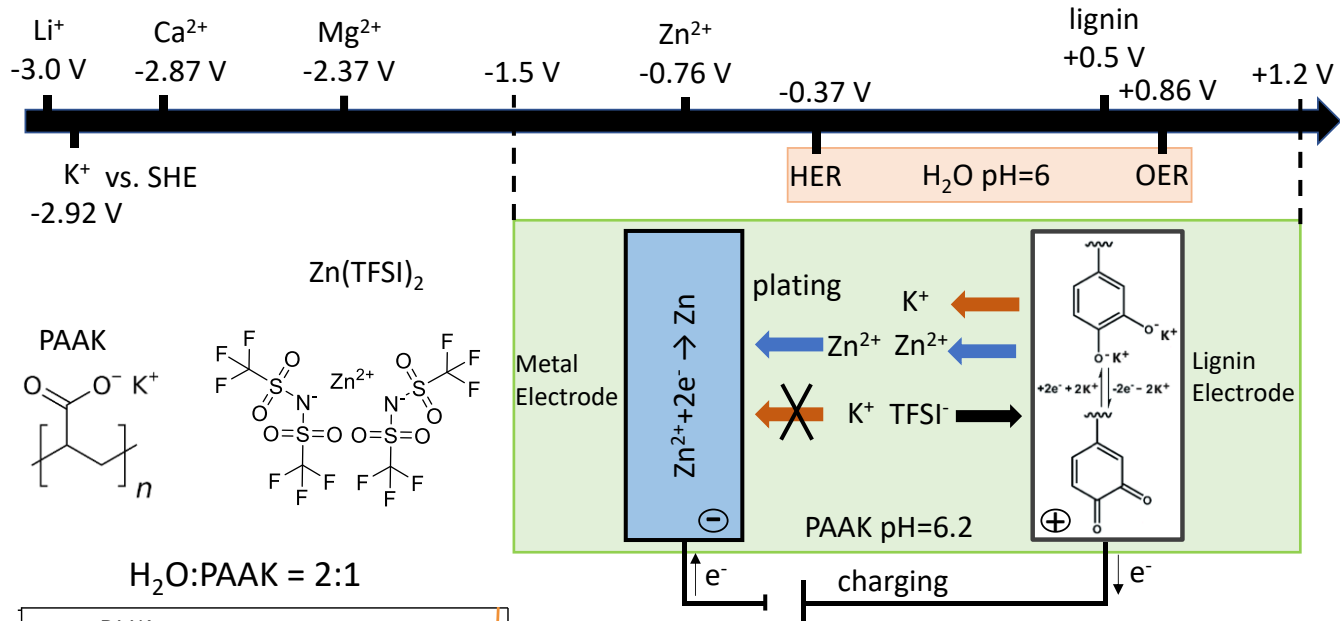 Li⁺ Ca²⁺ Mg²⁺ Zn²⁺ lignin
-3.0 V -2.87 V -2.37 V -1.5 V -0.76 V -0.37 V +0.5 V +0.86 V +1.2 V
K⁺ vs. SHE
-2.92 V
HER H₂O pH=6 OER
Zn(TFSI)₂
PAAK
O O⁻ K⁺
n
F F F
O O S
Zn²⁺
N⁻
O=S=O
F F F
F F F
S O O
N⁻
O=S=O
F F F
Metal
Electrode
Zn²⁺+2e⁻ → Zn
−
plating
K⁺
Zn²⁺ Zn²⁺
K⁺ TFSI⁻
O⁻ K⁺
O⁻ K⁺
+2e⁻ + 2K⁺ -2e⁻ − 2K⁺
O
O
+
Lignin
Electrode
PAAK pH=6.2
e⁻ charging e⁻
H₂O:PAAK = 2:1